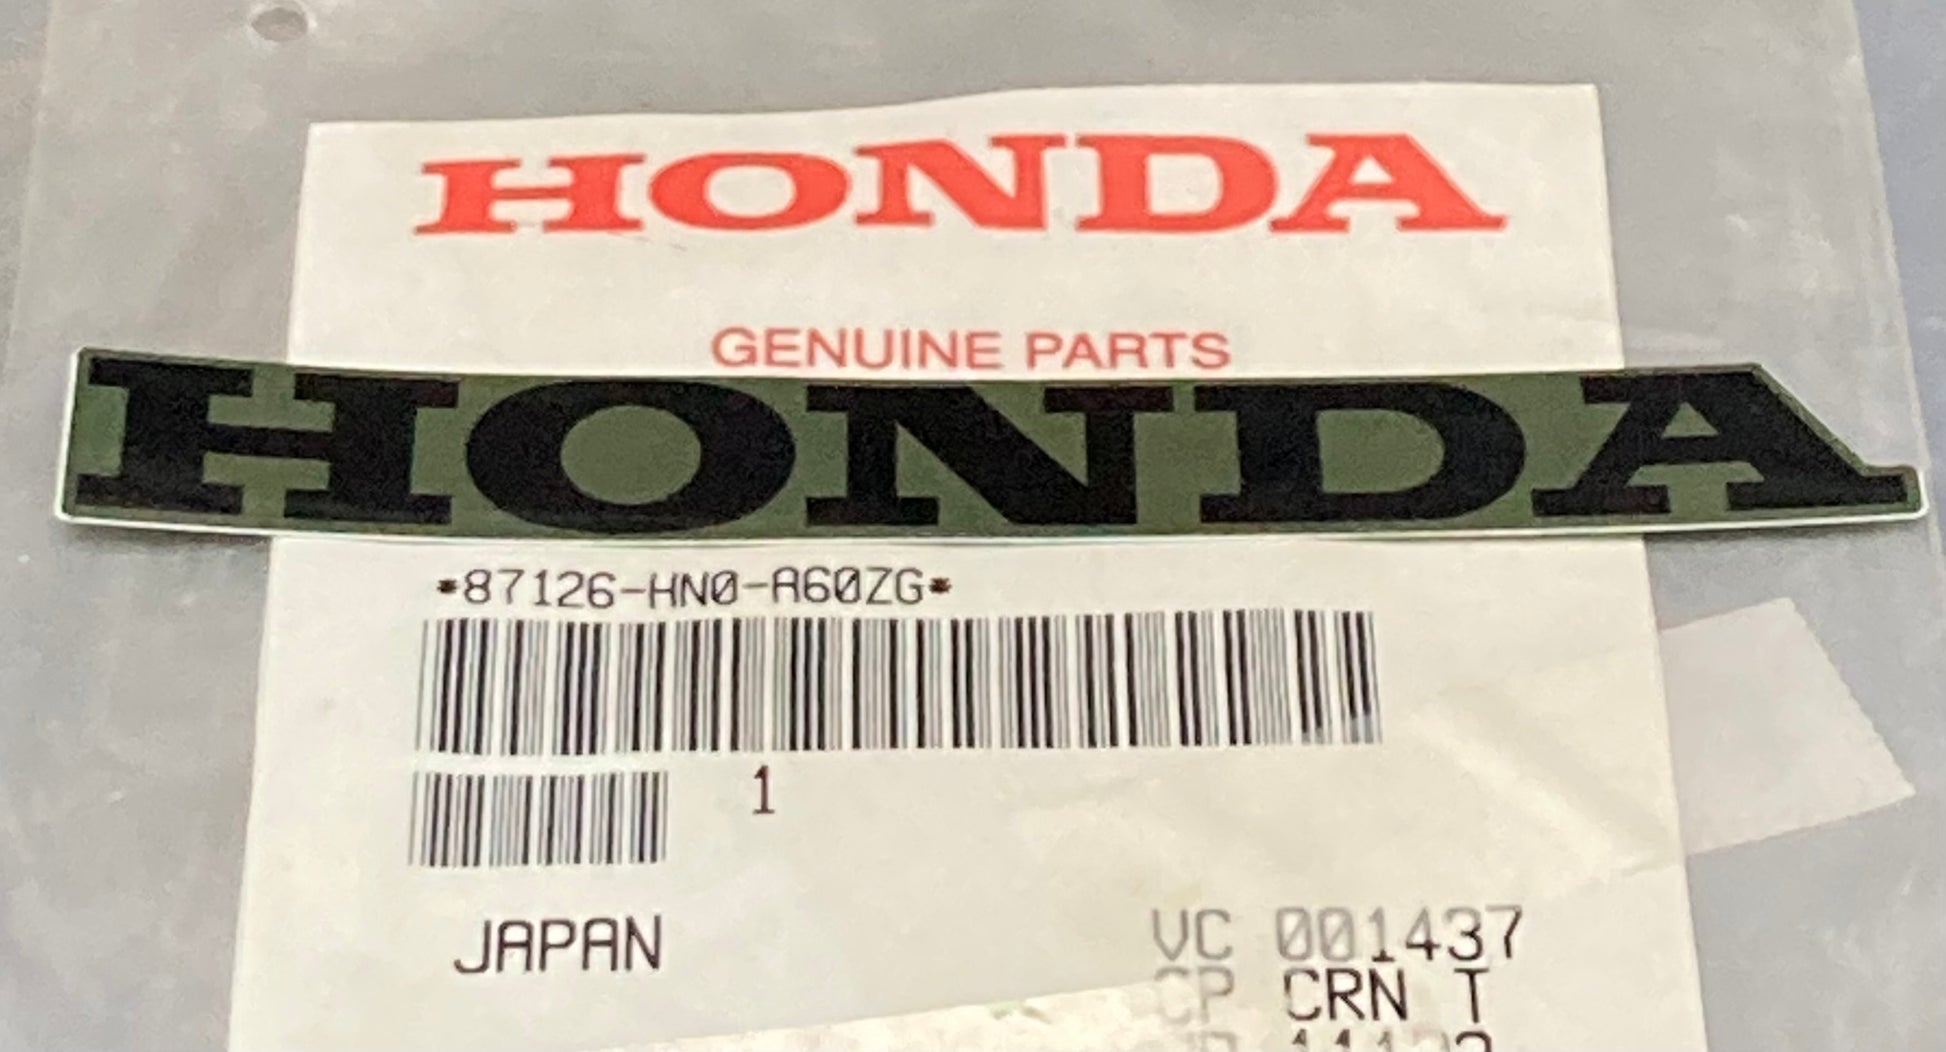 HONDA
GENUINE PARTS
HONDA
*87126-HN0-A60ZG*
1
JAPAN
VC 001437
CP CRN T